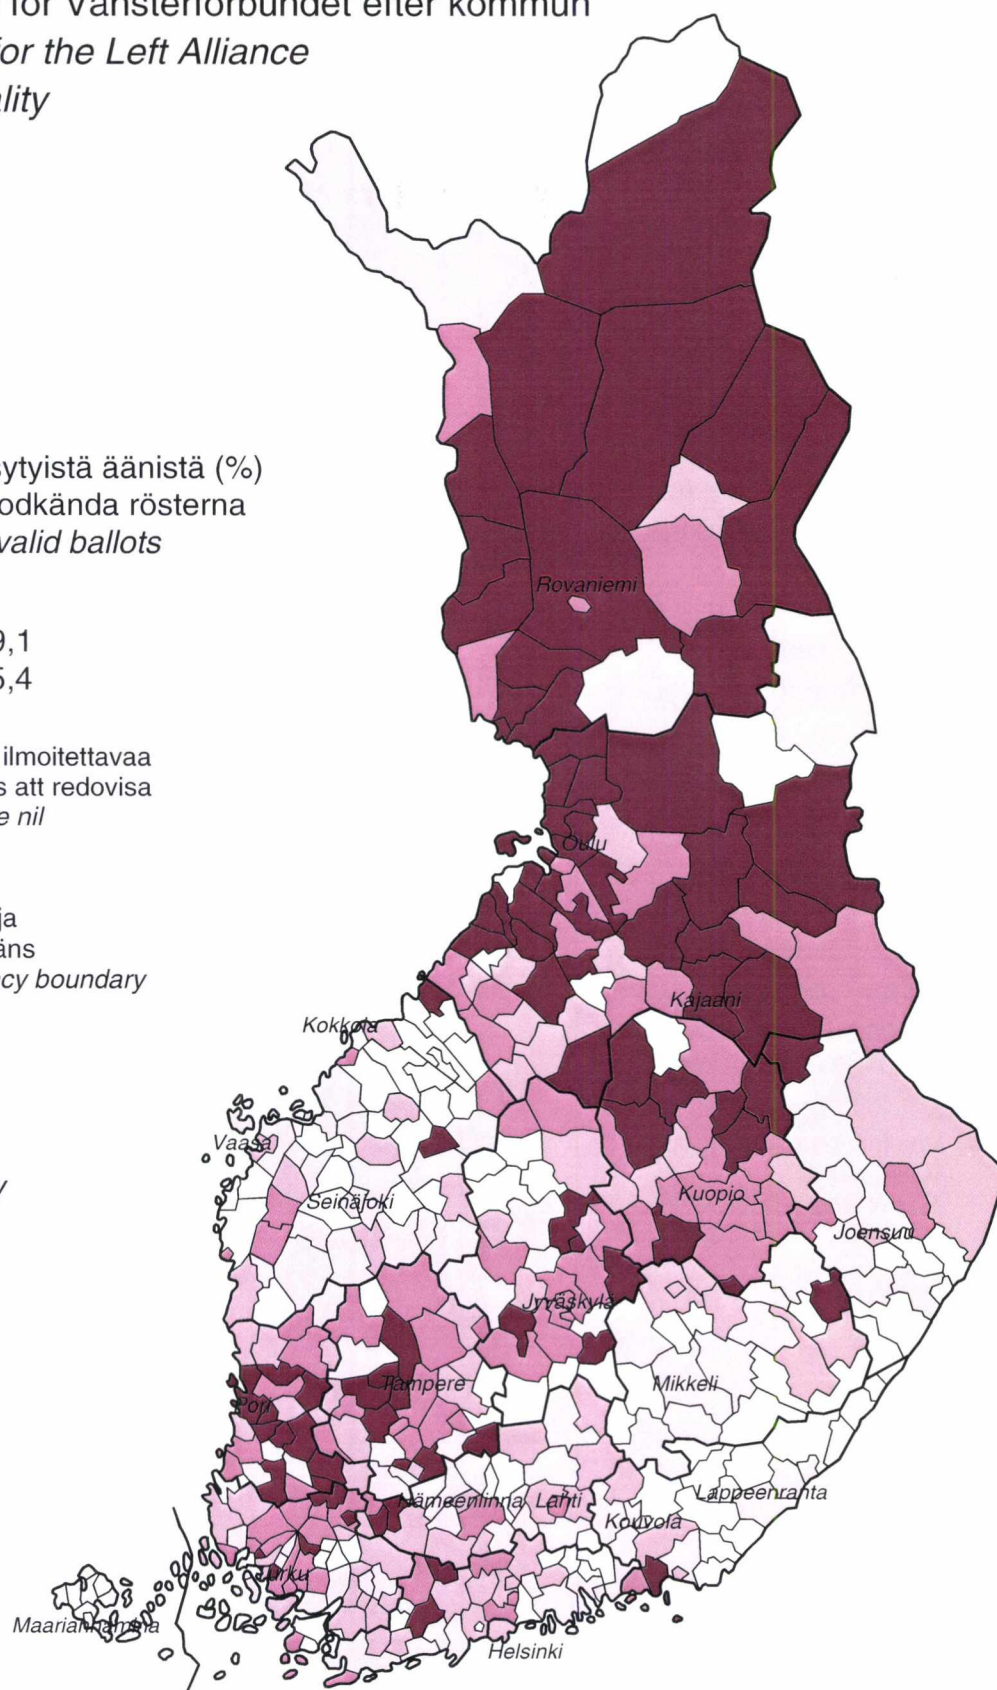 för Vänsterförbundet efter kommun
for the Left Alliance
ality
sytyistä äänistä (%)
odkända rösterna
valid ballots
9,1
5,4
ilmoitettavaa
s att redovisa
e nil
ja
äns
cy boundary
y
Rovaniemi
Oulu
Kajaani
Kokkola
Vaasa
Seinäjoki
Kuopio
Joensuu
Jyväskylä
Tampere
Mikkeli
Pori
Hämeenlinna
Lahti
Lappeenranta
Kouvola
Turku
Maarianhamina
Helsinki